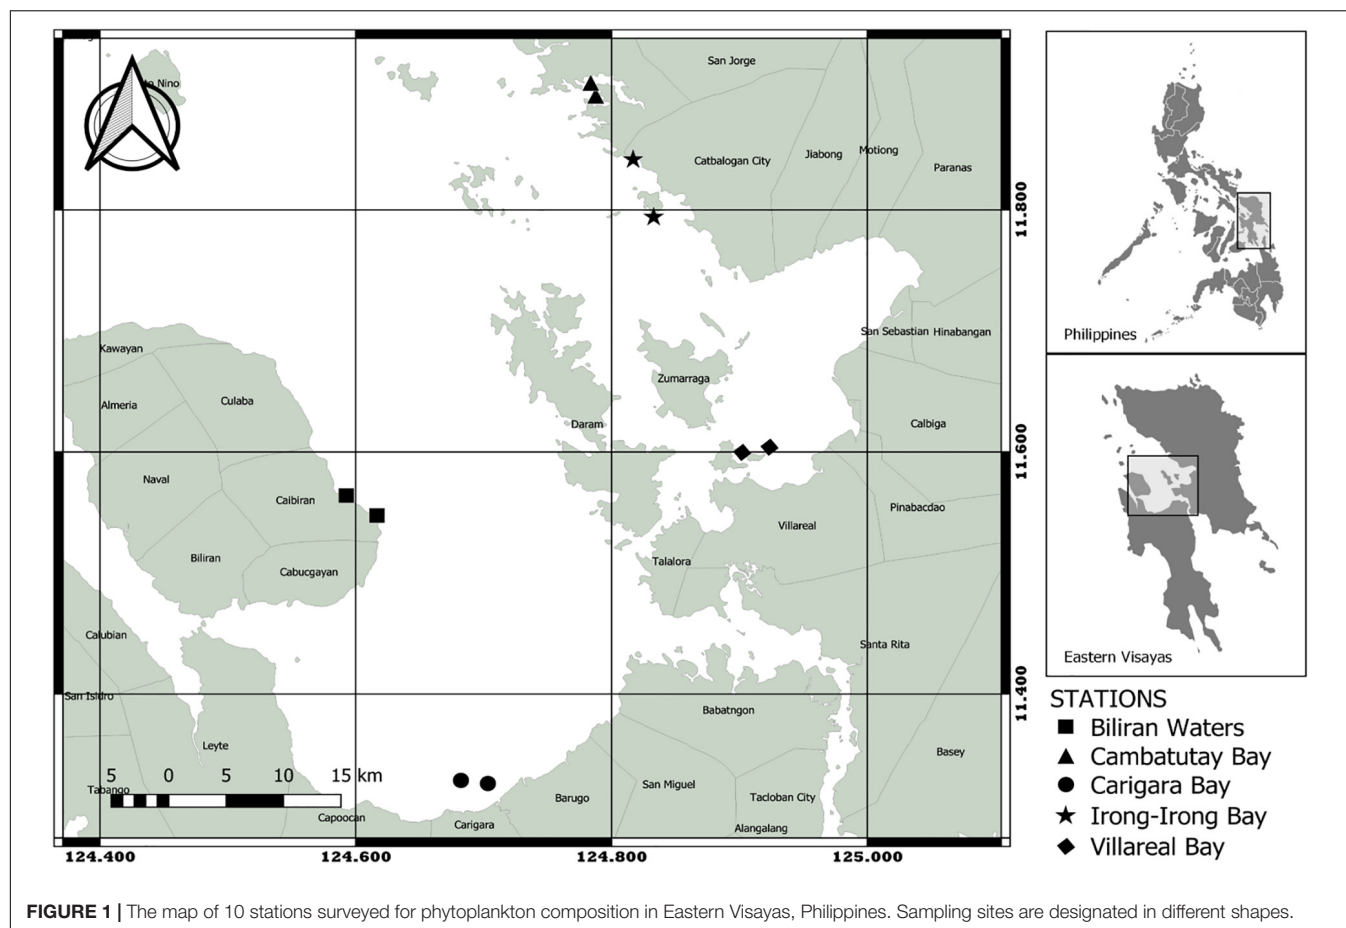 to Nino
San Jorge
Catbalogan City
Jiabong
Motiong
Paranas
11.800
San Sebastian
Hinabangan
Kawayan
Zumarraga
Almeria
Culaba
Daram
Calbiga
11.600
Naval
Caibiran
Pinabacdao
Villareal
Biliran
Talalora
Cabucgayan
Calubian
Santa Rita
San Isidro
11.400
Babatngon
Leyte
Basey
5 0 5 10 15 km
Tabango
San Miguel
Barugo
Tacloban City
Capoocan
Carigara
Alangalang
124.400 124.600 124.800 125.000
Philippines
Eastern Visayas
STATIONS
Biliran Waters
Cambatutay Bay
Carigara Bay
Irong-Irong Bay
Villareal Bay
FIGURE 1 | The map of 10 stations surveyed for phytoplankton composition in Eastern Visayas, Philippines. Sampling sites are designated in different shapes.